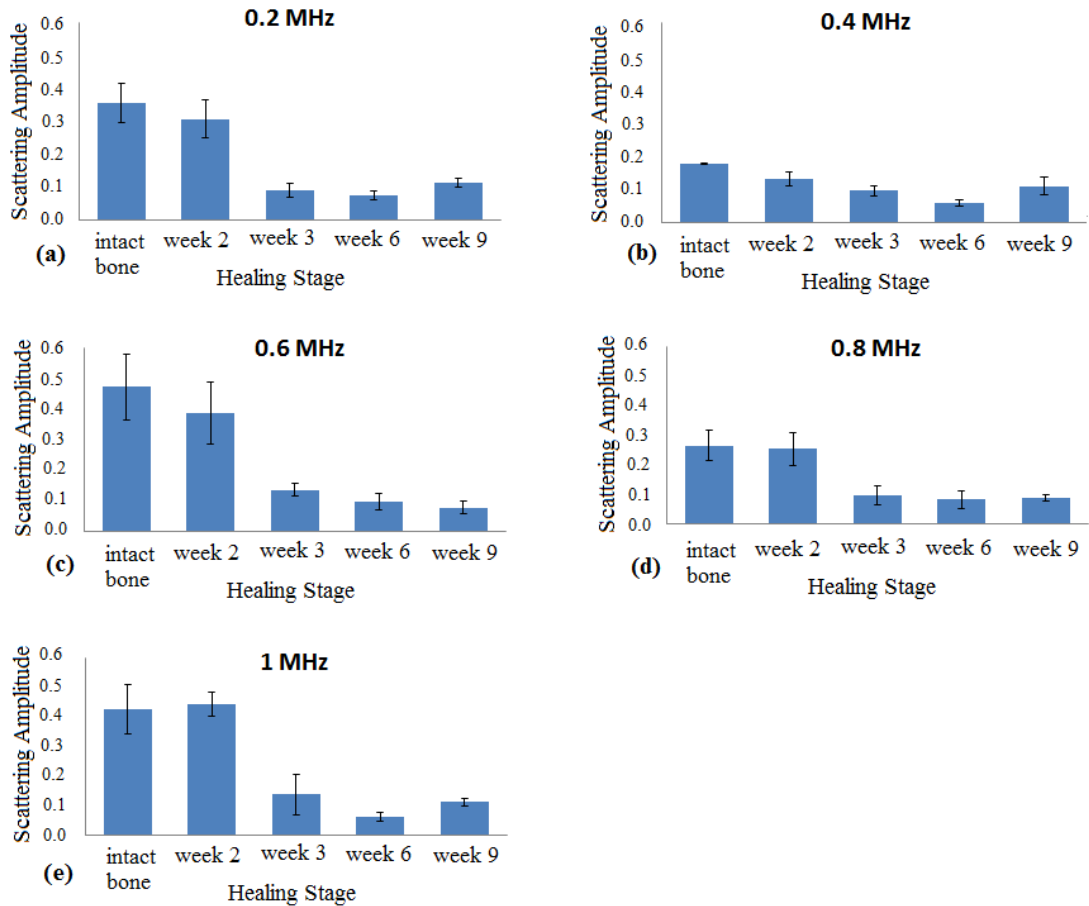 0.2 MHz
Scattering Amplitude
0.6
0.5
0.4
0.3
0.2
0.1
0.0
intact bone
week 2
week 3
week 6
week 9
(a)
Healing Stage
0.4 MHz
Scattering Amplitude
0.6
0.5
0.4
0.3
0.2
0.1
0.0
intact bone
week 2
week 3
week 6
week 9
(b)
Healing Stage
0.6 MHz
Scattering Amplitude
0.6
0.5
0.4
0.3
0.2
0.1
0.0
intact bone
week 2
week 3
week 6
week 9
(c)
Healing Stage
0.8 MHz
Scattering Amplitude
0.6
0.5
0.4
0.3
0.2
0.1
0.0
intact bone
week 2
week 3
week 6
week 9
(d)
Healing Stage
1 MHz
Scattering Amplitude
0.6
0.5
0.4
0.3
0.2
0.1
0.0
intact bone
week 2
week 3
week 6
week 9
(e)
Healing Stage